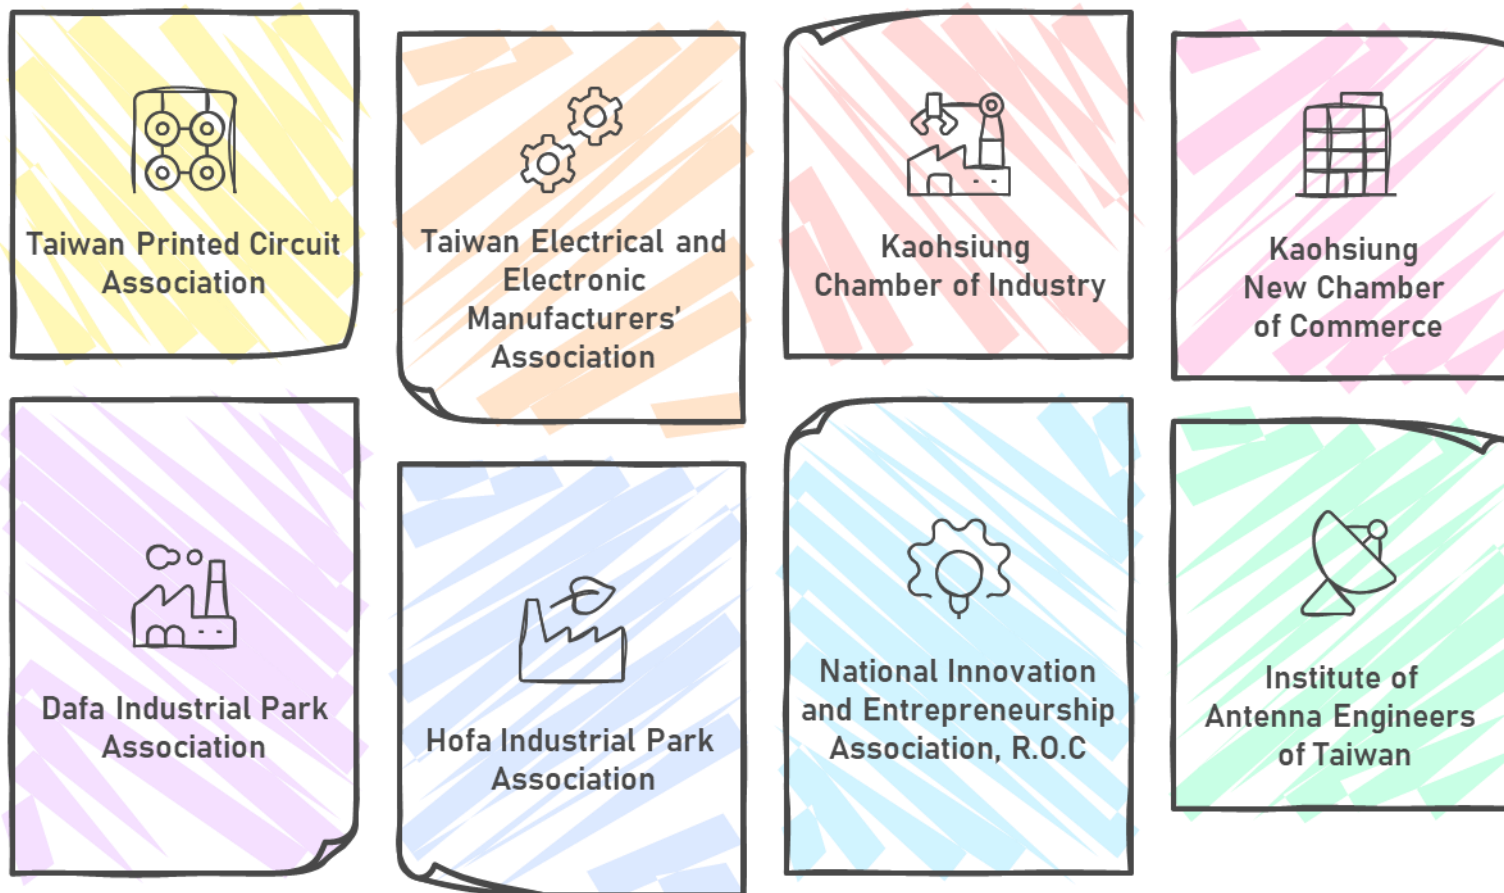 Taiwan Printed Circuit
Association
Taiwan Electrical and
Electronic
Manufacturers’
Association
Kaohsiung
Chamber of Industry
Kaohsiung
New Chamber
of Commerce
Dafa Industrial Park
Association
Hofa Industrial Park
Association
National Innovation
and Entrepreneurship
Association, R.O.C
Institute of
Antenna Engineers
of Taiwan